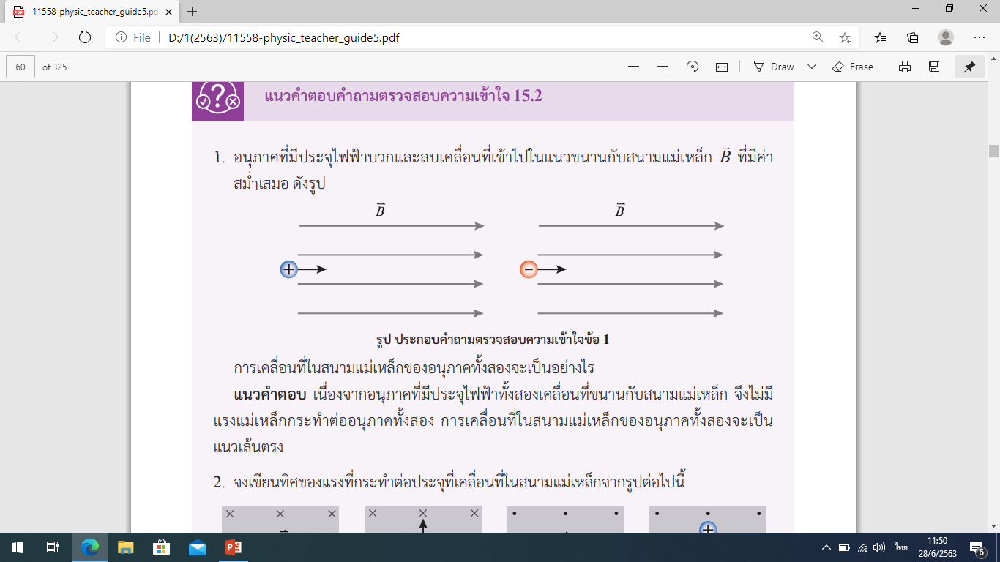 11558-physic_teacher_guide5.pd
File
D:/1(2563)/11558-physic_teacher_guide5.pdf
60 of 325
Draw
Erase
แนวคำตอบคำถามตรวจสอบความเข้าใจ 15.2
1. อนุภาคที่มีประจุไฟฟ้าบวกและลบเคลื่อนที่เข้าไปในแนวขนานกับสนามแม่เหล็ก B ที่มีค่า
สม่ำเสมอ ดังรูป
B B
+ −
รูป ประกอบคำถามตรวจสอบความเข้าใจข้อ 1
การเคลื่อนที่ในสนามแม่เหล็กของอนุภาคทั้งสองจะเป็นอย่างไร
แนวคำตอบ เนื่องจากอนุภาคที่มีประจุไฟฟ้าทั้งสองเคลื่อนที่ขนานกับสนามแม่เหล็ก จึงไม่มี
แรงแม่เหล็กกระทำต่ออนุภาคทั้งสอง การเคลื่อนที่ในสนามแม่เหล็กของอนุภาคทั้งสองจะเป็น
แนวเส้นตรง
2. จงเขียนทิศของแรงที่กระทำต่อประจุที่เคลื่อนที่ในสนามแม่เหล็กจากรูปต่อไปนี้
ไทย
11:50
28/6/2563
6